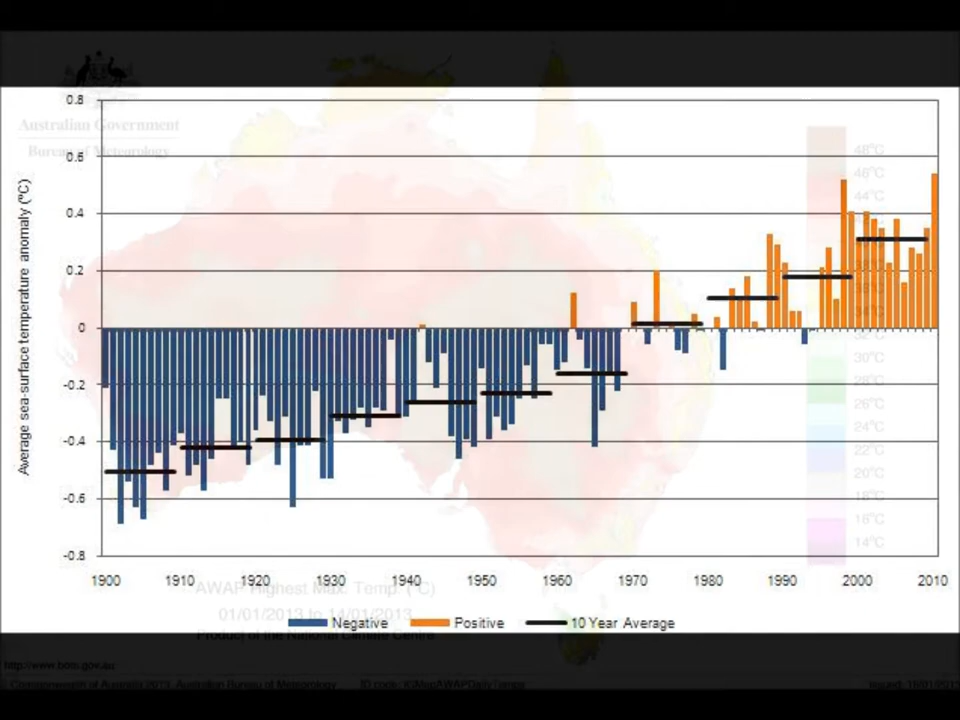 Australian Government
Bureau of Meteorology
Average sea-surface temperature anomaly (°C)
0.8
0.6
0.4
0.2
0
-0.2
-0.4
-0.6
-0.8
48°C
46°C
44°C
38°C
36°C
34°C
32°C
30°C
28°C
26°C
24°C
22°C
20°C
18°C
16°C
14°C
1900 1910 1920 1930 1940 1950 1960 1970 1980 1990 2000 2010
AWAP Highest Max. Temp. (°C)
01/01/2013 to 14/01/2013
Product of the National Climate Centre
Negative Positive 10 Year Average
http://www.bom.gov.au
© Commonwealth of Australia 2013, Australian Bureau of Meteorology